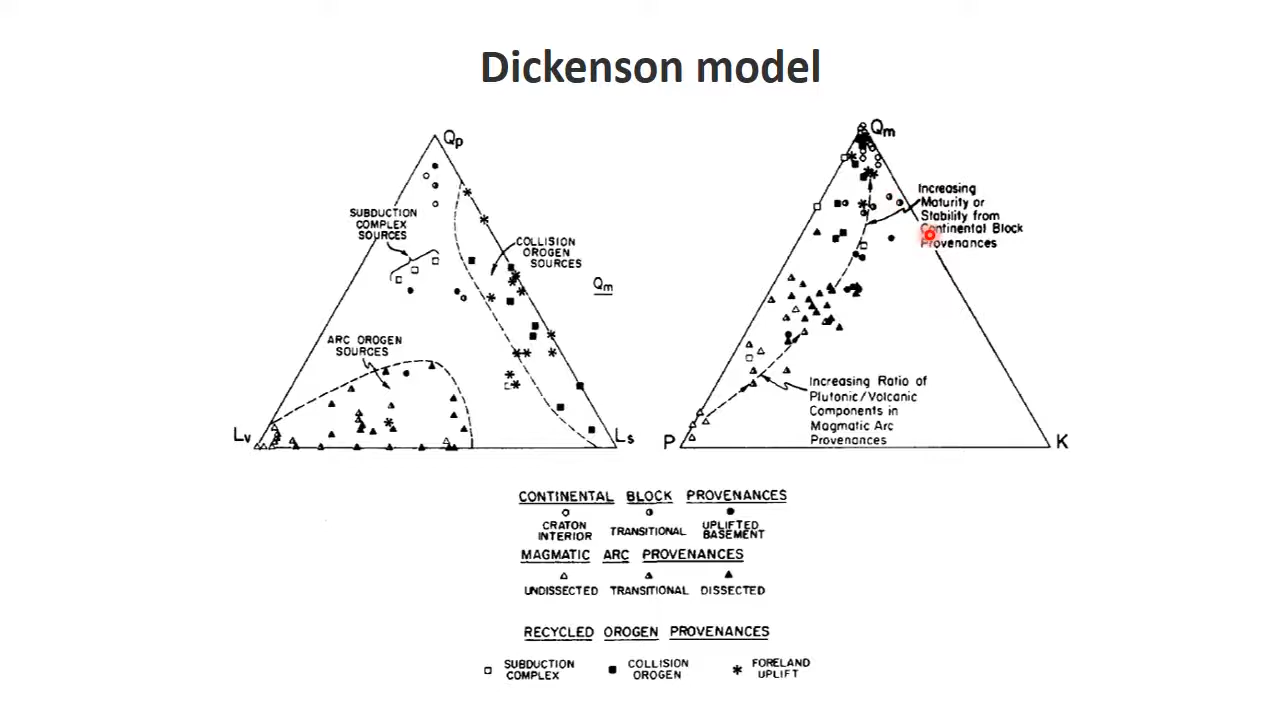 Dickenson model
Qp
SUBDUCTION
COMPLEX
SOURCES
COLLISION
OROGEN
SOURCES
Qm
ARC OROGEN
SOURCES
Lv
Ls
Qm
Increasing
Maturity or
Stability from
Continental Block
Provenances
Increasing Ratio of
Plutonic/Volcanic
Components in
Magmatic Arc
Provenances
P
K
CONTINENTAL BLOCK PROVENANCES
CRATON
INTERIOR
TRANSITIONAL
UPLIFTED
BASEMENT
MAGMATIC ARC PROVENANCES
UNDISSECTED TRANSITIONAL DISSECTED
RECYCLED OROGEN PROVENANCES
SUBDUCTION
COMPLEX
COLLISION
OROGEN
FORELAND
UPLIFT